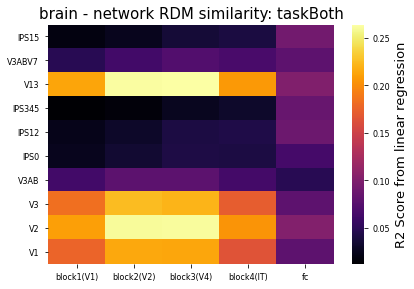 brain - network RDM similarity: taskBoth
IPS15
V3ABV7
V13
IPS345
IPS12
IPS0
V3AB
V3
V2
V1
block1(V1) block2(V2) block3(V4) block4(IT) fc
0.25
0.20
0.15
0.10
0.05
R2 Score from linear regression